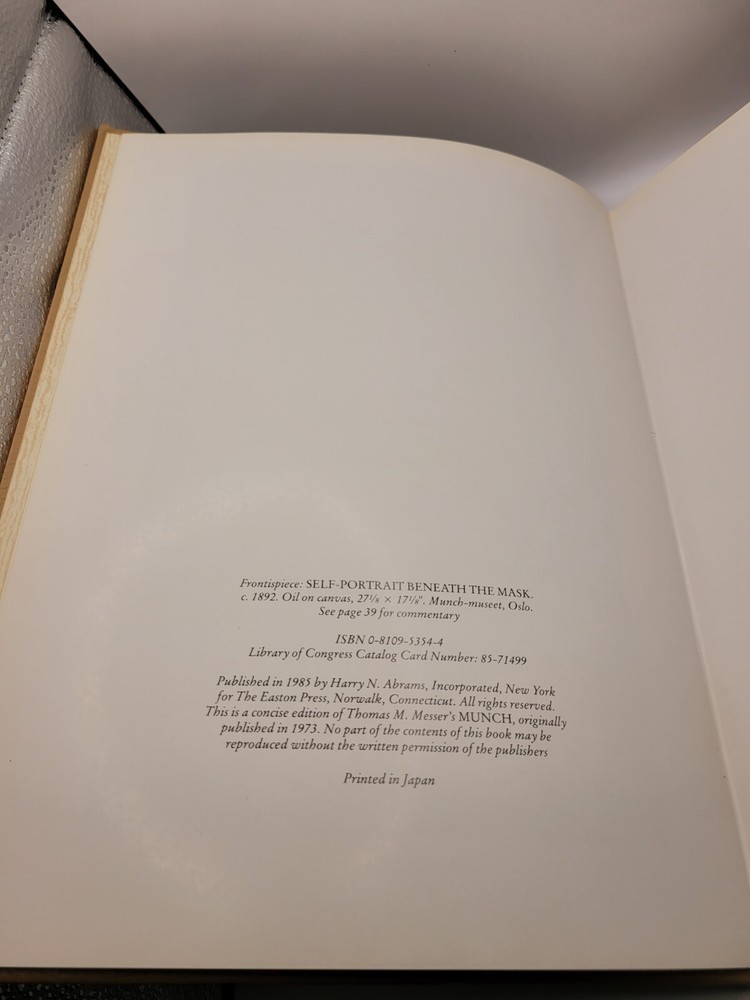 Frontispiece: SELF-PORTRAIT BENEATH THE MASK.
c. 1892. Oil on canvas, 27⅛ × 17⅛". Munch-museet, Oslo.
See page 39 for commentary
ISBN 0-8109-5354-4
Library of Congress Catalog Card Number: 85-71499
Published in 1985 by Harry N. Abrams, Incorporated, New York
for The Easton Press, Norwalk, Connecticut. All rights reserved.
This is a concise edition of Thomas M. Messer's MUNCH, originally
published in 1973. No part of the contents of this book may be
reproduced without the written permission of the publishers
Printed in Japan